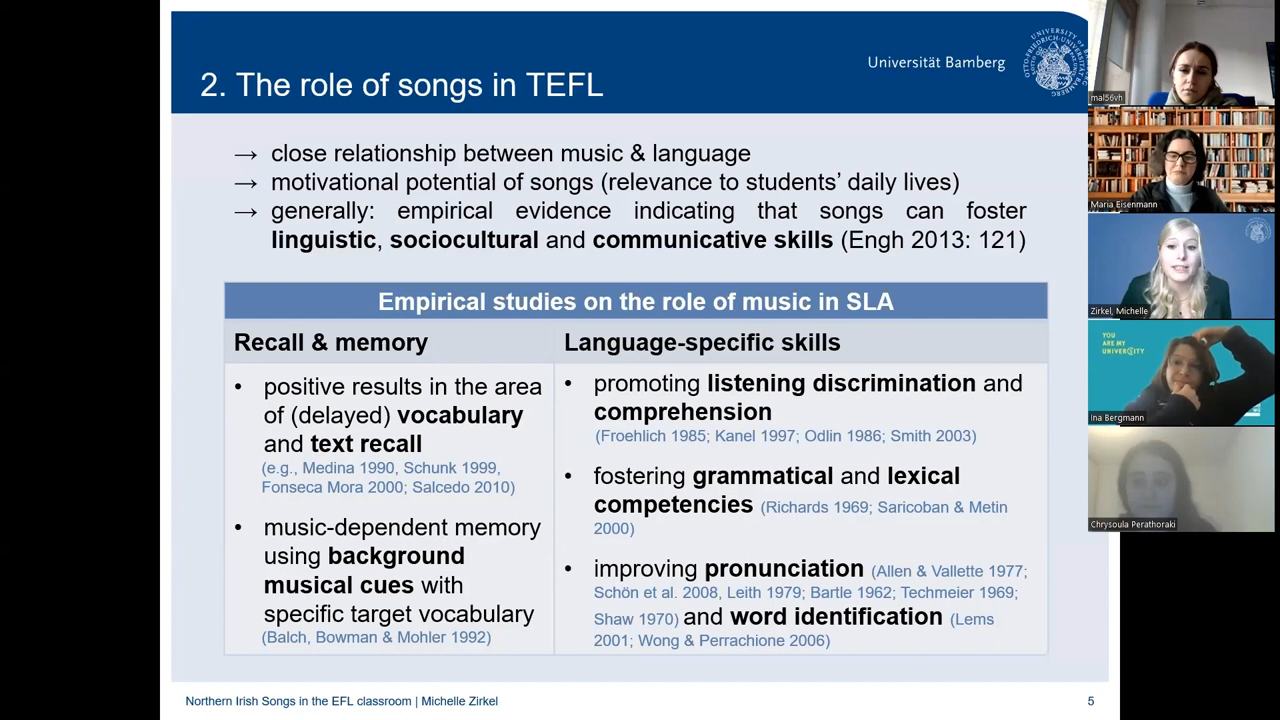 2. The role of songs in TEFL
Universität Bamberg
→ close relationship between music & language
→ motivational potential of songs (relevance to students’ daily lives)
→ generally: empirical evidence indicating that songs can foster
linguistic, sociocultural and communicative skills (Engh 2013: 121)
Empirical studies on the role of music in SLA
Recall & memory
• positive results in the area
of (delayed) vocabulary
and text recall
(e.g., Medina 1990, Schunk 1999,
Fonseca Mora 2000; Salcedo 2010)
• music-dependent memory
using background
musical cues with
specific target vocabulary
(Balch, Bowman & Mohler 1992)
Language-specific skills
• promoting listening discrimination and
comprehension
(Froehlich 1985; Kanel 1997; Odlin 1986; Smith 2003)
• fostering grammatical and lexical
competencies (Richards 1969; Saricoban & Metin
2000)
• improving pronunciation (Allen & Vallette 1977;
Schön et al. 2008, Leith 1979; Bartle 1962; Techmeier 1969;
Shaw 1970) and word identification (Lems
2001; Wong & Perrachione 2006)
Northern Irish Songs in the EFL classroom | Michelle Zirkel
5
mal56vh
Maria Eisenmann
Zirkel, Michelle
YOU
ARE MY
UNIVERSITY
Ina Bergmann
Chrysoula Perathoraki